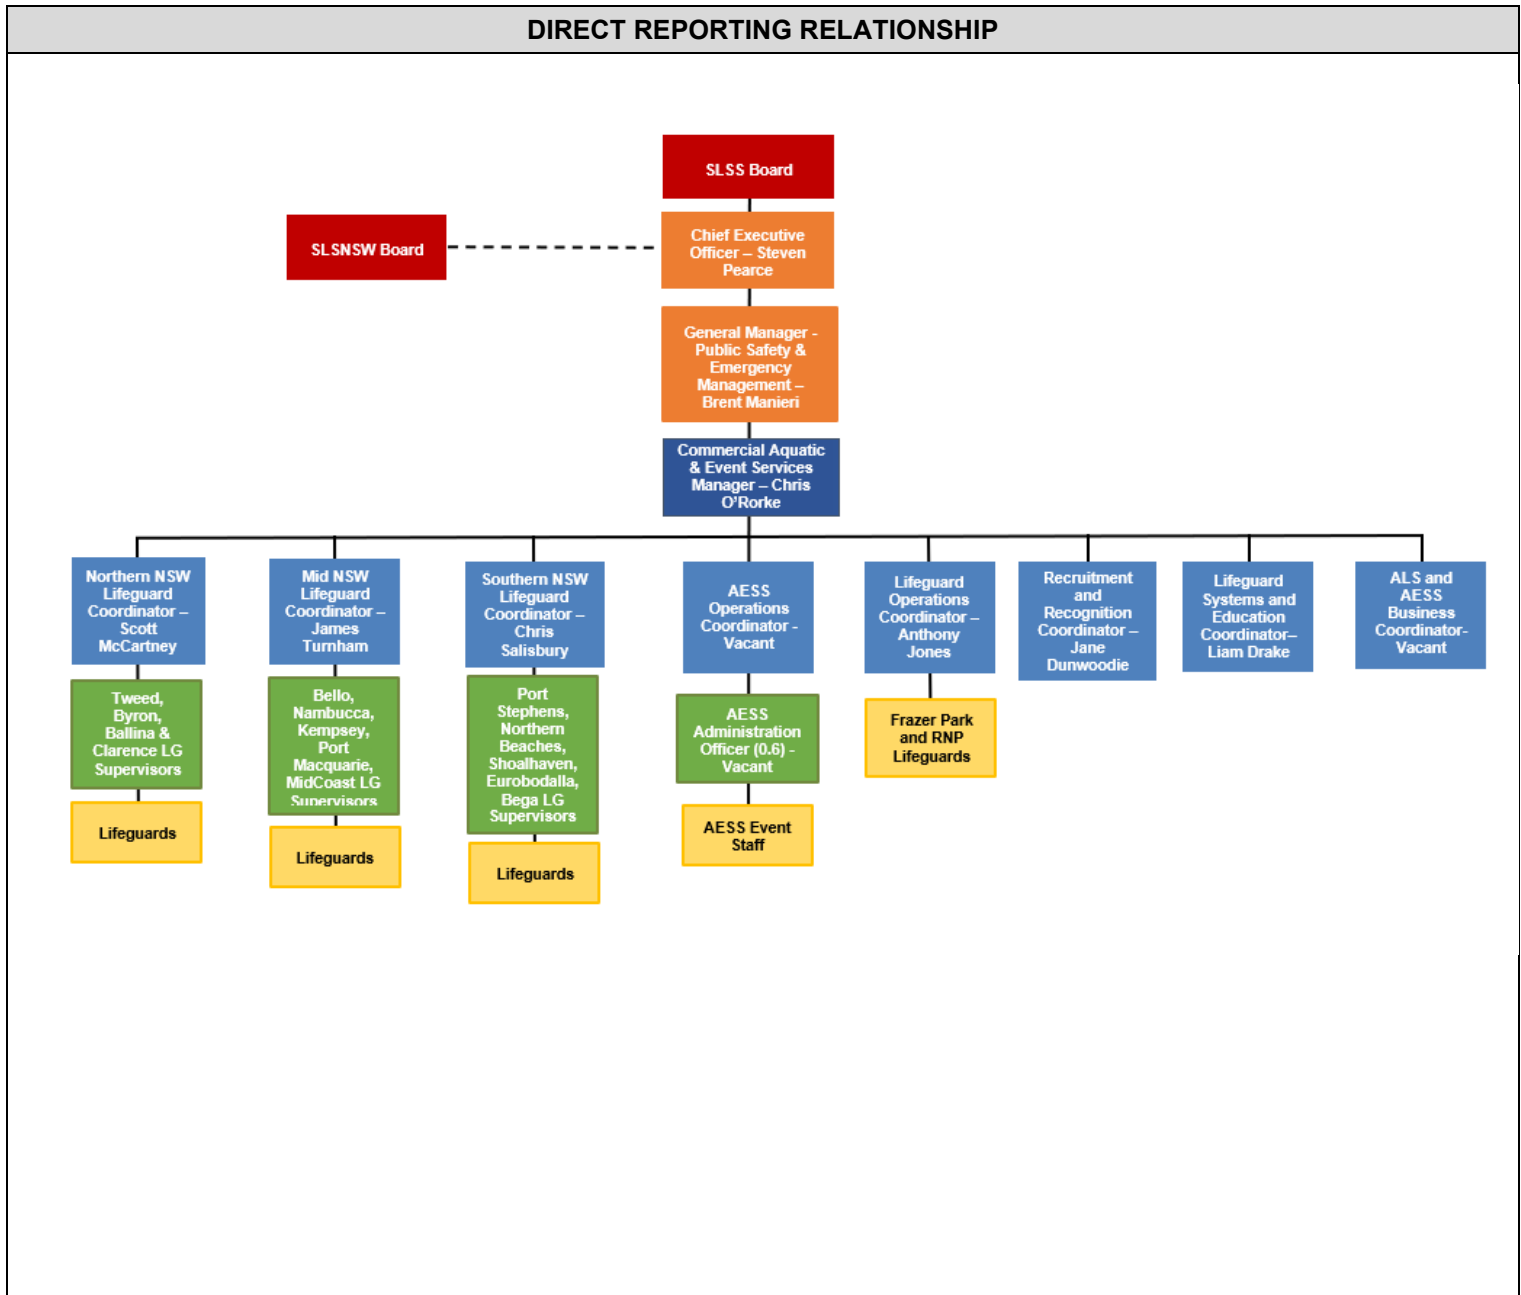 DIRECT REPORTING RELATIONSHIP
SLSS Board
SLSNSW Board
Chief Executive
Officer – Steven
Pearce
General Manager -
Public Safety &
Emergency
Management –
Brent Manieri
Commercial Aquatic
& Event Services
Manager – Chris
O'Rorke
Northern NSW
Lifeguard
Coordinator –
Scott
McCartney
Mid NSW
Lifeguard
Coordinator –
James
Turnham
Southern NSW
Lifeguard
Coordinator –
Chris
Salisbury
AESS
Operations
Coordinator -
Vacant
Lifeguard
Operations
Coordinator –
Anthony
Jones
Recruitment
and
Recognition
Coordinator –
Jane
Dunwoodie
Lifeguard
Systems and
Education
Coordinator–
Liam Drake
ALS and
AESS
Business
Coordinator-
Vacant
Tweed,
Byron,
Ballina &
Clarence LG
Supervisors
Bello,
Nambucca,
Kempsey,
Port
Macquarie,
MidCoast LG
Supervisors
Port
Stephens,
Northern
Beaches,
Shoalhaven,
Eurobodalla,
Bega LG
Supervisors
AESS
Administration
Officer (0.6) -
Vacant
Frazer Park
and RNP
Lifeguards
Lifeguards
Lifeguards
Lifeguards
AESS Event
Staff